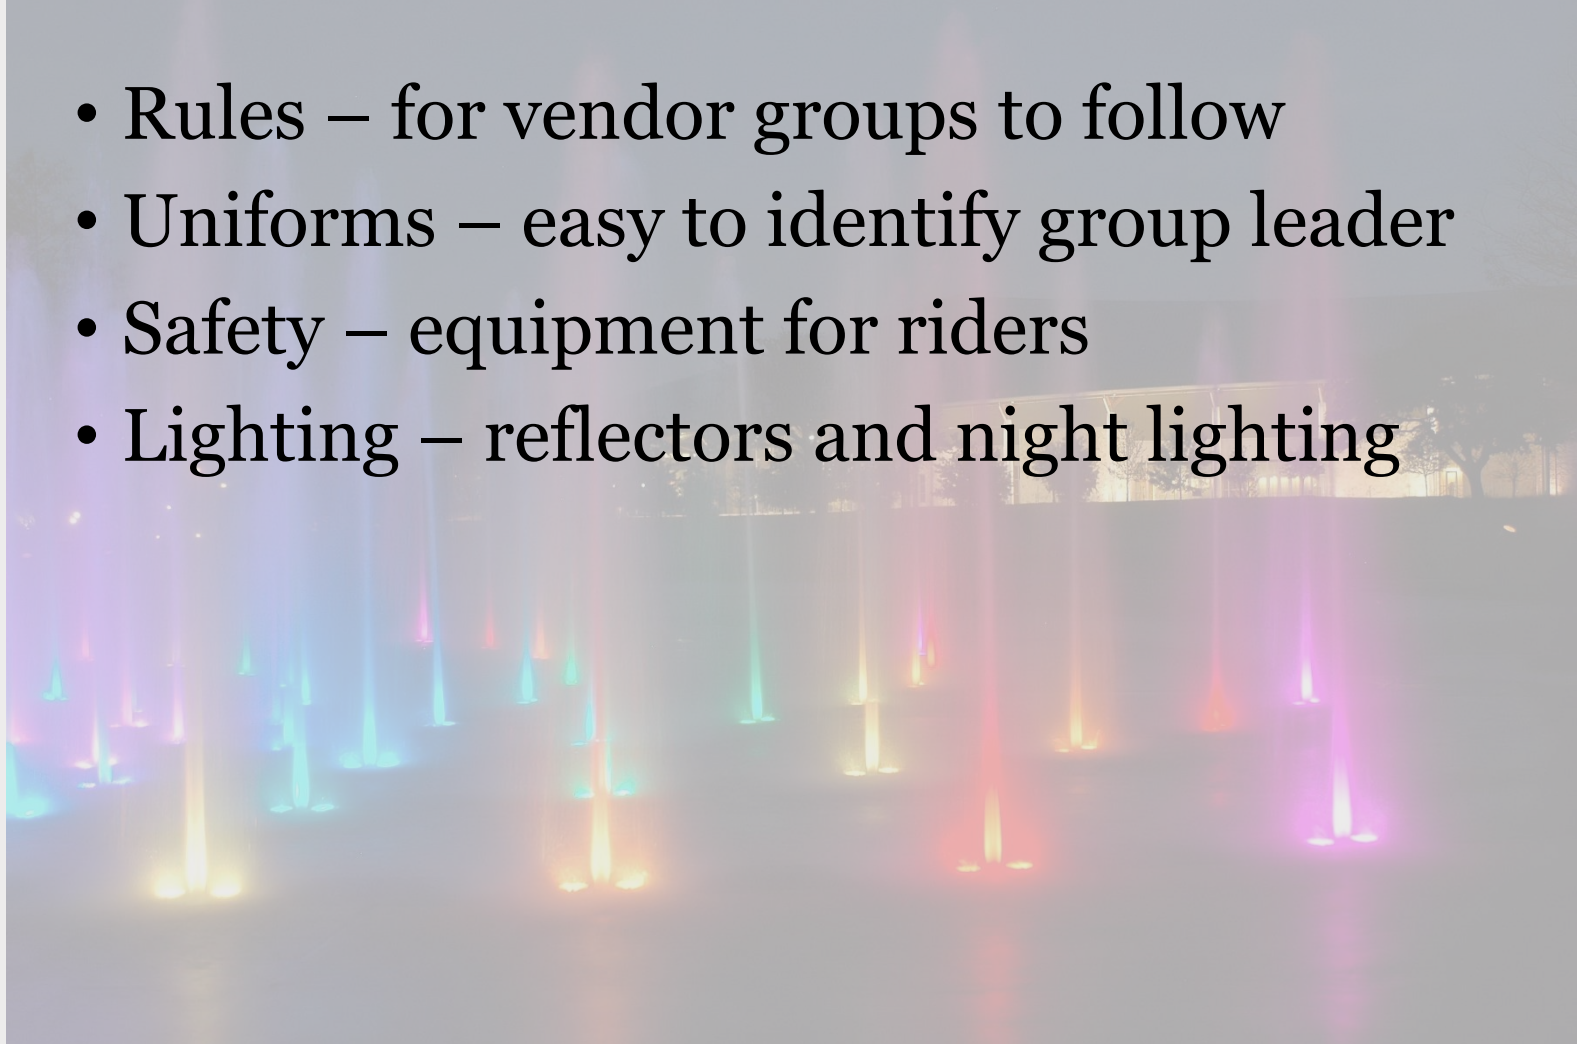 • Rules – for vendor groups to follow
• Uniforms – easy to identify group leader
• Safety – equipment for riders
• Lighting – reflectors and night lighting